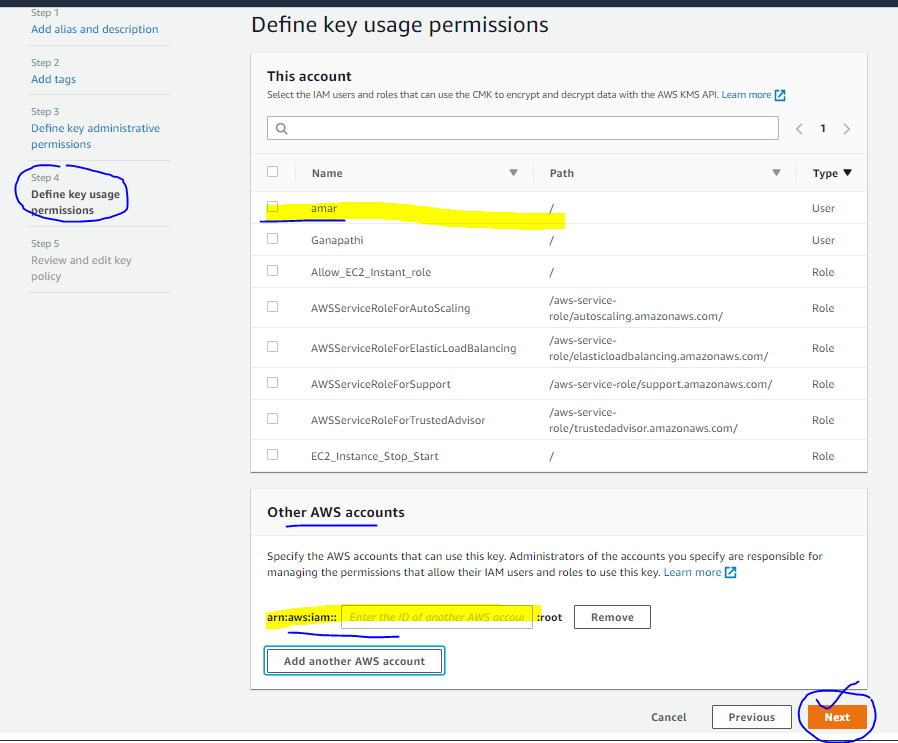 Step 1
Add alias and description
Step 2
Add tags
Step 3
Define key administrative
permissions
Step 4
Define key usage
permissions
Step 5
Review and edit key
policy
Define key usage permissions
This account
Select the IAM users and roles that can use the CMK to encrypt and decrypt data with the AWS KMS API. Learn more
1
Name Path Type
amar / User
Ganapathi / User
Allow_EC2_Instant_role / Role
AWSServiceRoleForAutoScaling /aws-service-role/autoscaling.amazonaws.com/ Role
AWSServiceRoleForElasticLoadBalancing /aws-service-role/elasticloadbalancing.amazonaws.com/ Role
AWSServiceRoleForSupport /aws-service-role/support.amazonaws.com/ Role
AWSServiceRoleForTrustedAdvisor /aws-service-role/trustedadvisor.amazonaws.com/ Role
EC2_Instance_Stop_Start / Role
Other AWS accounts
Specify the AWS accounts that can use this key. Administrators of the accounts you specify are responsible for
managing the permissions that allow their IAM users and roles to use this key. Learn more
arn:aws:iam:: Enter the ID of another AWS accour :root Remove
Add another AWS account
Cancel Previous Next